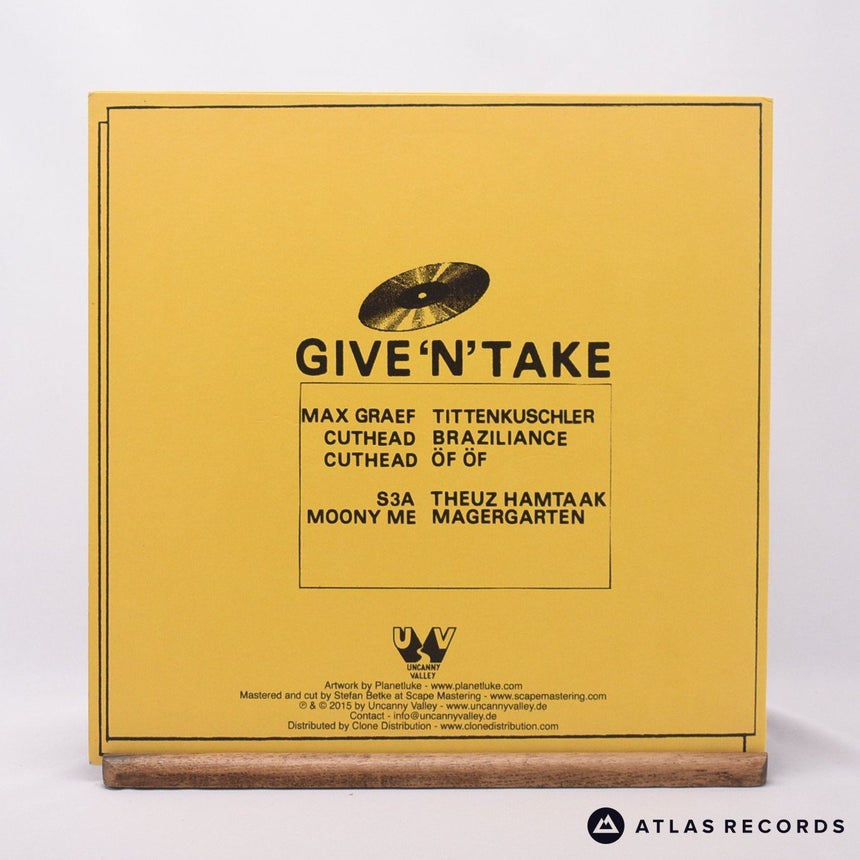 GIVE 'N' TAKE
MAX GRAEF TITTENKUSCHLER
CUTHEAD BRAZILIANCE
CUTHEAD ÖF ÖF
S3A THEUZ HAMTAAK
MOONY ME MAGERGARTEN
U V
UNCANNY
VALLEY
Artwork by Planetluke - www.planetluke.com
Mastered and cut by Stefan Betke at Scape Mastering - www.scapemastering.com
℗ & © 2015 by Uncanny Valley - www.uncannyvalley.de
Contact - info@uncannyvalley.de
Distributed by Clone Distribution - www.clonedistribution.com
ATLAS RECORDS